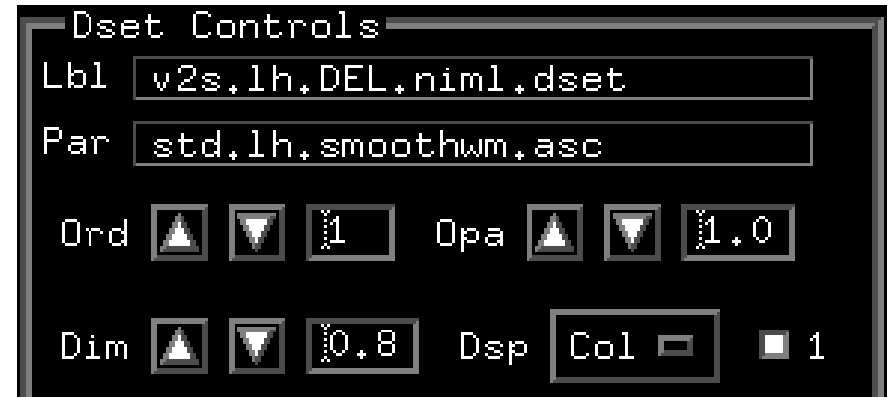 Dset Controls
Lbl v2s.lh.DEL.niml.dset
Par std.lh.smoothwm.asc
Ord 1 Opa 1.0
Dim 0.8 Dsp Col 1